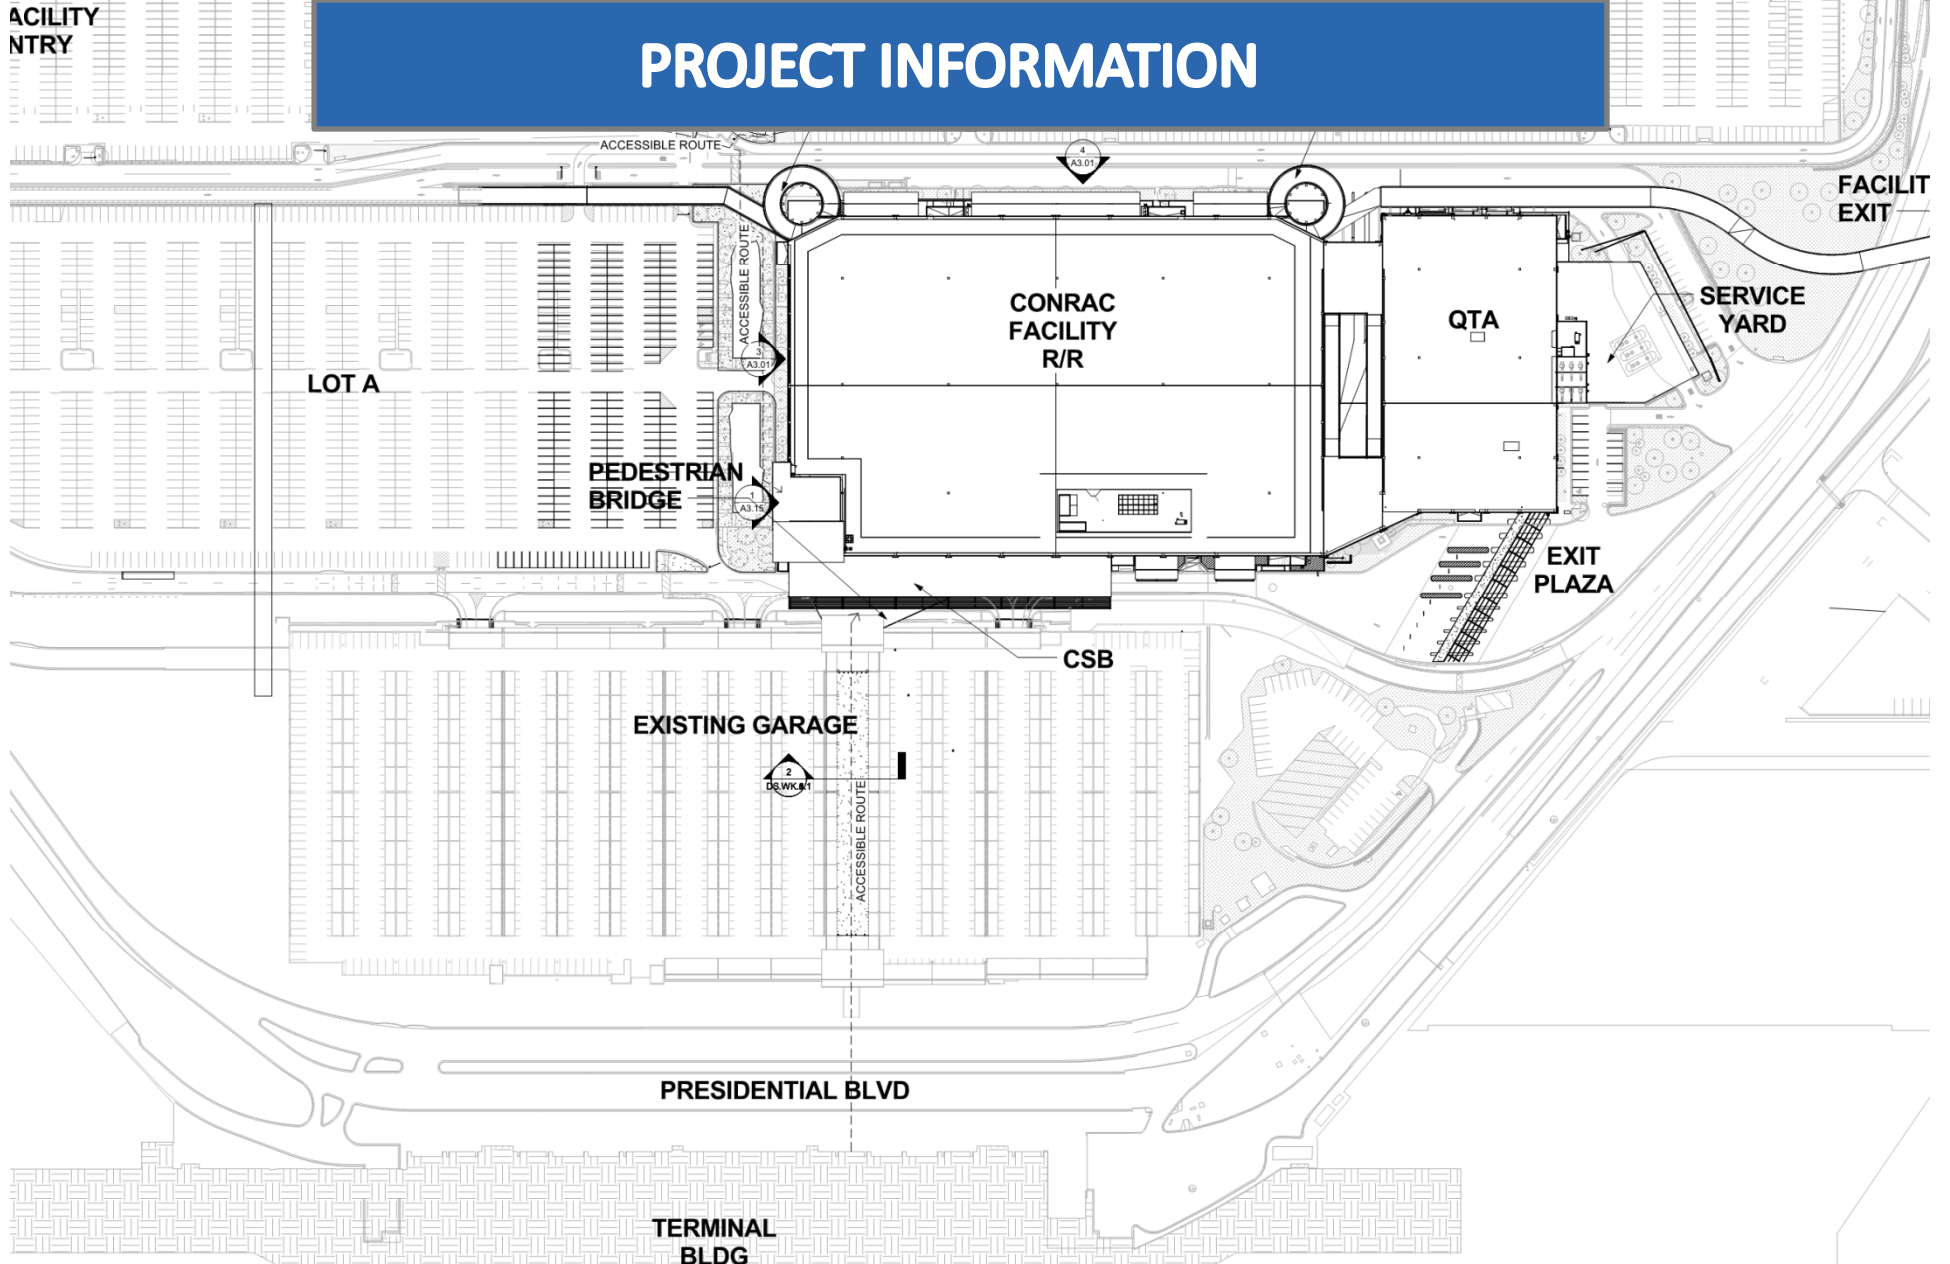 ACILITY
NTRY
PROJECT INFORMATION
ACCESSIBLE ROUTE
4
A3.01
FACILIT
EXIT
ACCESSIBLE ROUTE
CONRAC
FACILITY
R/R
QTA
SERVICE
YARD
3
A3.01
LOT A
PEDESTRIAN
BRIDGE
1
A3.15
EXIT
PLAZA
CSB
EXISTING GARAGE
2
ACCESSIBLE ROUTE
PRESIDENTIAL BLVD
TERMINAL
BLDG